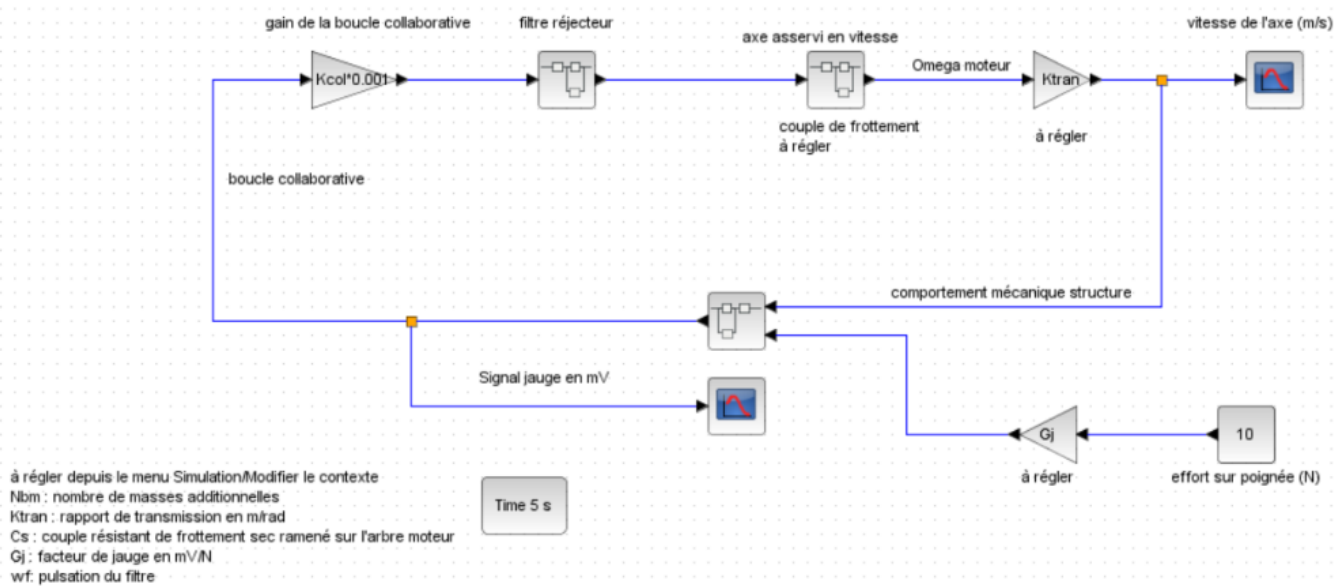 gain de la boucle collaborative
filtre réjecteur
vitesse de l'axe (m/s)
axe asservi en vitesse
Omega moteur
Kcol*0.001
Ktran
couple de frottement
à régler
à régler
boucle collaborative
comportement mécanique structure
Signal jauge en mV
Gj
10
à régler
effort sur poignée (N)
à régler depuis le menu Simulation/Modifier le contexte
Nbm : nombre de masses additionnelles
Ktran : rapport de transmission en m/rad
Cs : couple résistant de frottement sec ramené sur l'arbre moteur
Gj : facteur de jauge en mV/N
wf: pulsation du filtre
Time 5 s